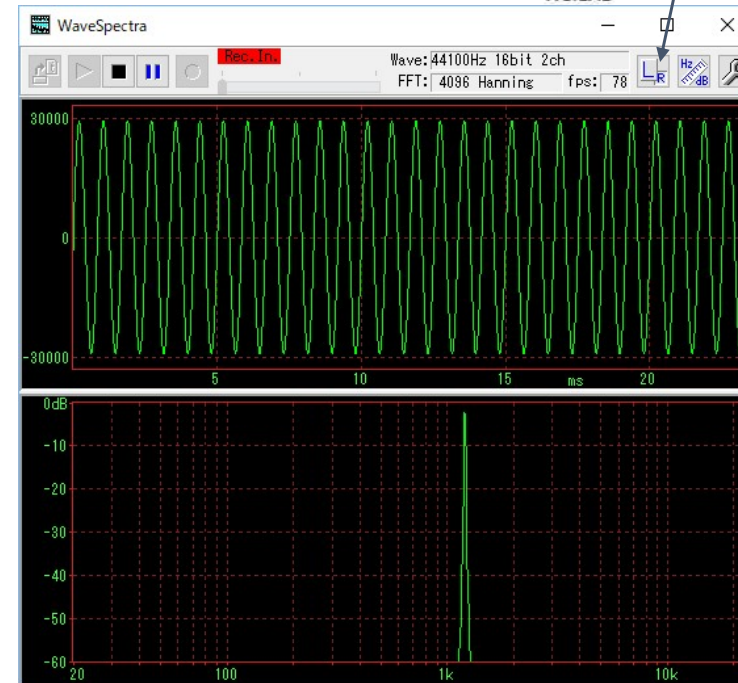 WaveSpectra
Rec.In.
Wave: 44100Hz 16bit 2ch
FFT: 4096 Hanning fps: 78
L R
Hz dB
30000
0
-30000
5 10 15 ms 20
0dB
-10
-20
-30
-40
-50
-60
20 100 1k 10k